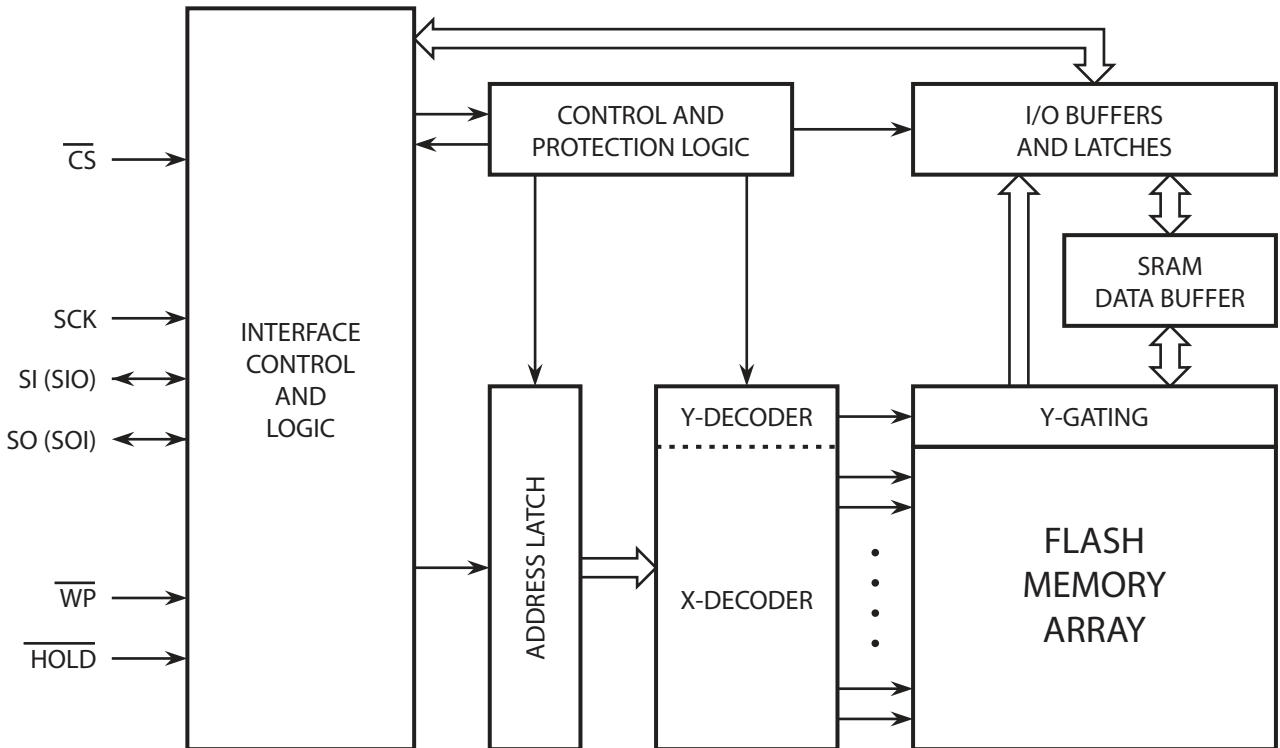 CS
SCK
SI (SIO)
SO (SOI)
WP
HOLD
INTERFACE
CONTROL
AND
LOGIC
CONTROL AND
PROTECTION LOGIC
I/O BUFFERS
AND LATCHES
SRAM
DATA BUFFER
ADDRESS LATCH
Y-DECODER
X-DECODER
Y-GATING
FLASH
MEMORY
ARRAY